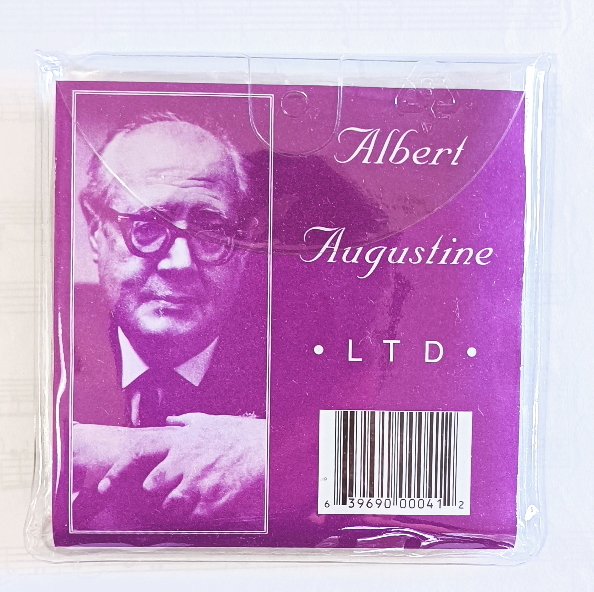 Albert
Augustine
• L T D •
6 39690 00041 2